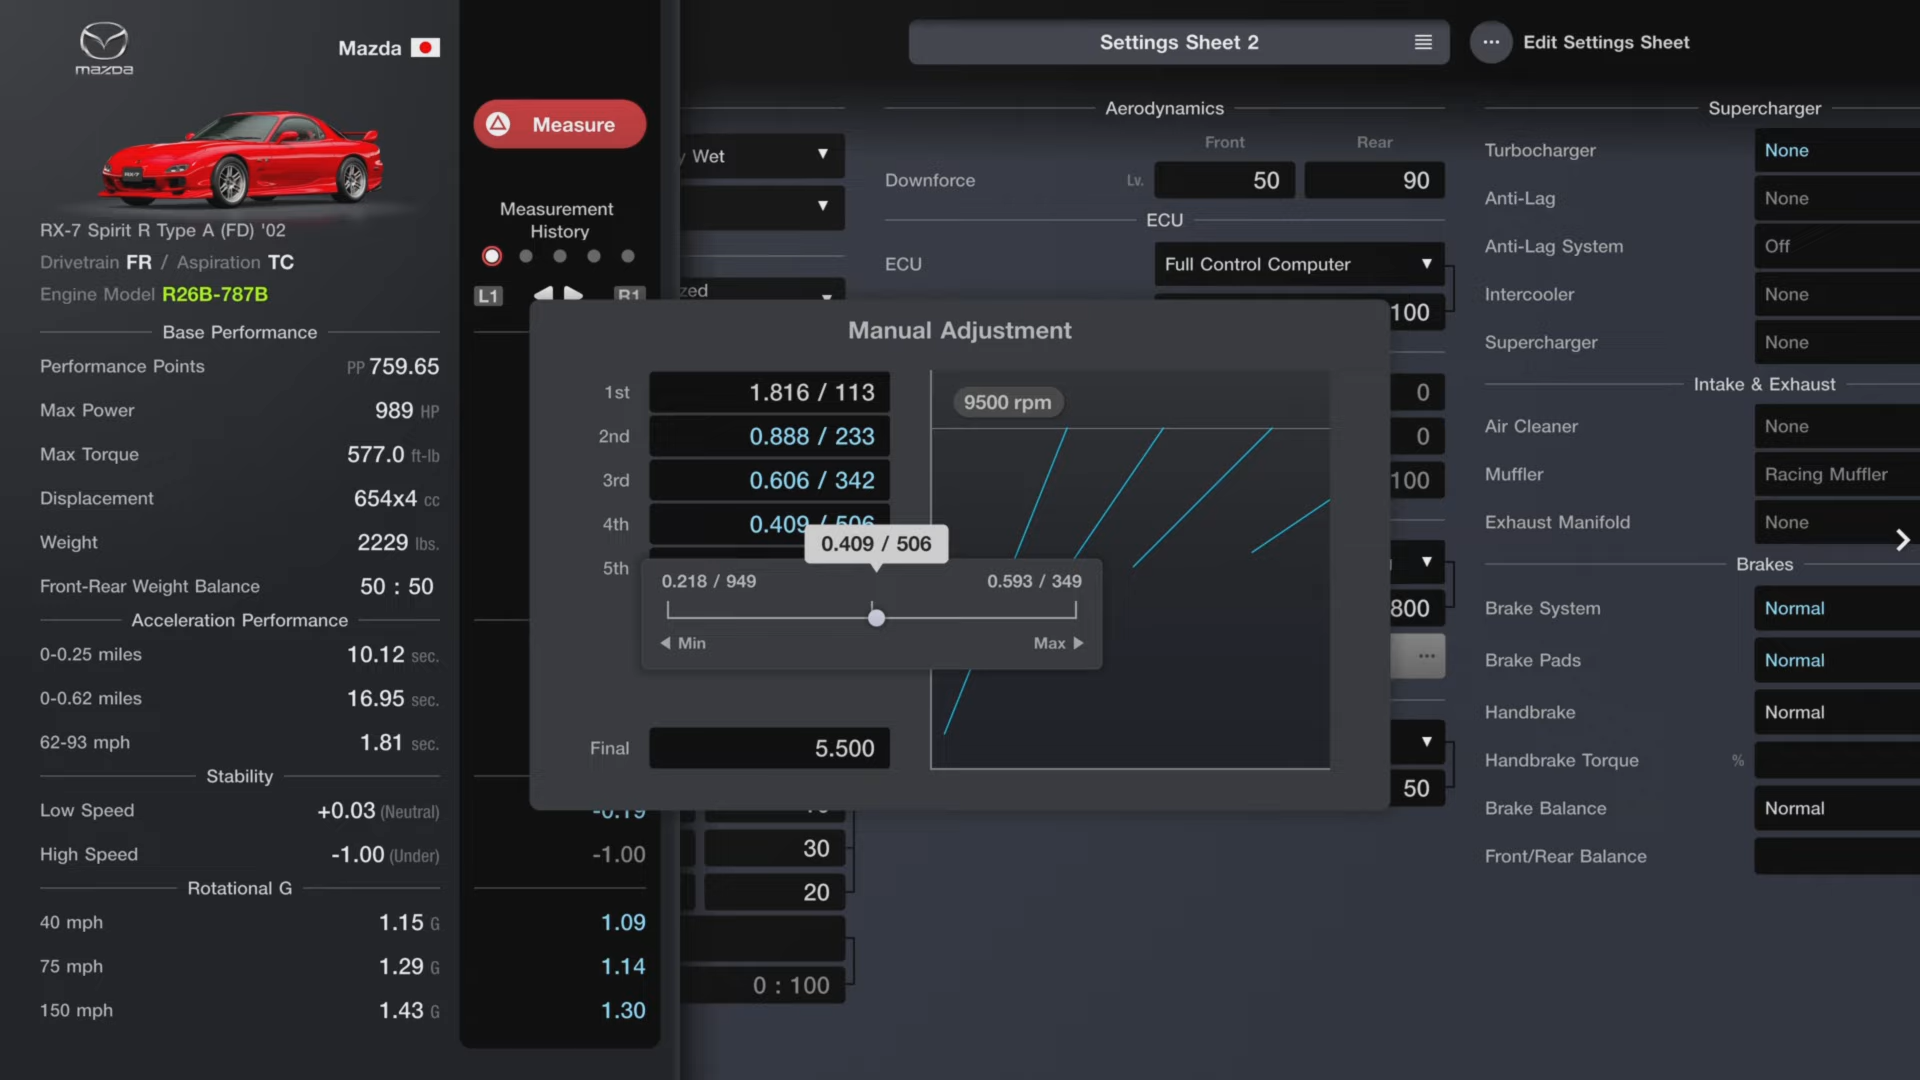 mazda
Mazda
RX-7 Spirit R Type A (FD) '02
Drivetrain FR / Aspiration TC
Engine Model R26B-787B
Base Performance
Performance Points PP 759.65
Max Power 989 HP
Max Torque 577.0 ft-lb
Displacement 654x4 cc
Weight 2229 lbs.
Front-Rear Weight Balance 50 : 50
Acceleration Performance
0-0.25 miles 10.12 sec.
0-0.62 miles 16.95 sec.
62-93 mph 1.81 sec.
Stability
Low Speed +0.03 (Neutral)
High Speed -1.00 (Under)
Rotational G
40 mph 1.15 G
75 mph 1.29 G
150 mph 1.43 G
Measure
Measurement
History
L1 R1
-0.19
-1.00
1.09
1.14
1.30
Wet
zed
30
20
0 : 100
Settings Sheet 2
Edit Settings Sheet
Aerodynamics
Front Rear
Downforce Lv. 50 90
ECU
ECU Full Control Computer
100
0
0
100
800
50
Manual Adjustment
1st 1.816 / 113
2nd 0.888 / 233
3rd 0.606 / 342
4th 0.409 / 506
0.409 / 506
5th
0.218 / 949 0.593 / 349
Min Max
Final 5.500
9500 rpm
Supercharger
Turbocharger None
Anti-Lag None
Anti-Lag System Off
Intercooler None
Supercharger None
Intake & Exhaust
Air Cleaner None
Muffler Racing Muffler
Exhaust Manifold None
Brakes
Brake System Normal
Brake Pads Normal
Handbrake Normal
Handbrake Torque %
Brake Balance Normal
Front/Rear Balance